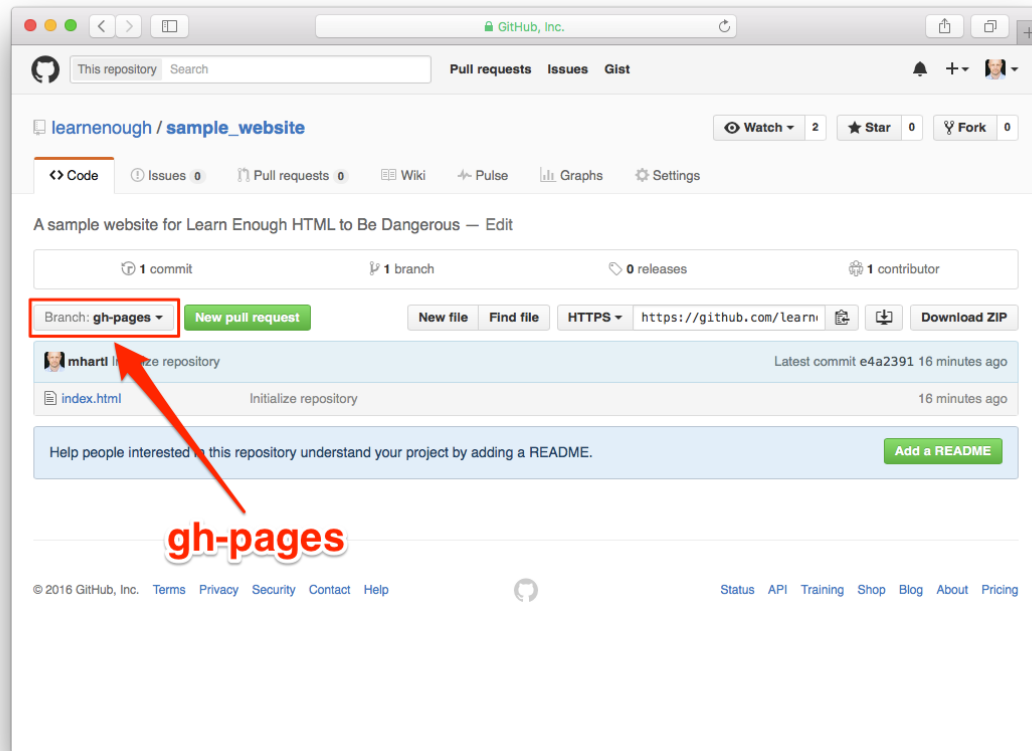 GitHub, Inc.
This repository Search Pull requests Issues Gist
learnenough / sample_website Watch 2 Star 0 Fork 0
Code Issues 0 Pull requests 0 Wiki Pulse Graphs Settings
A sample website for Learn Enough HTML to Be Dangerous — Edit
1 commit 1 branch 0 releases 1 contributor
Branch: gh-pages New pull request New file Find file HTTPS https://github.com/learn Download ZIP
mhartl repository Latest commit e4a2391 16 minutes ago
index.html Initialize repository 16 minutes ago
Help people interested in this repository understand your project by adding a README. Add a README
gh-pages
© 2016 GitHub, Inc. Terms Privacy Security Contact Help Status API Training Shop Blog About Pricing